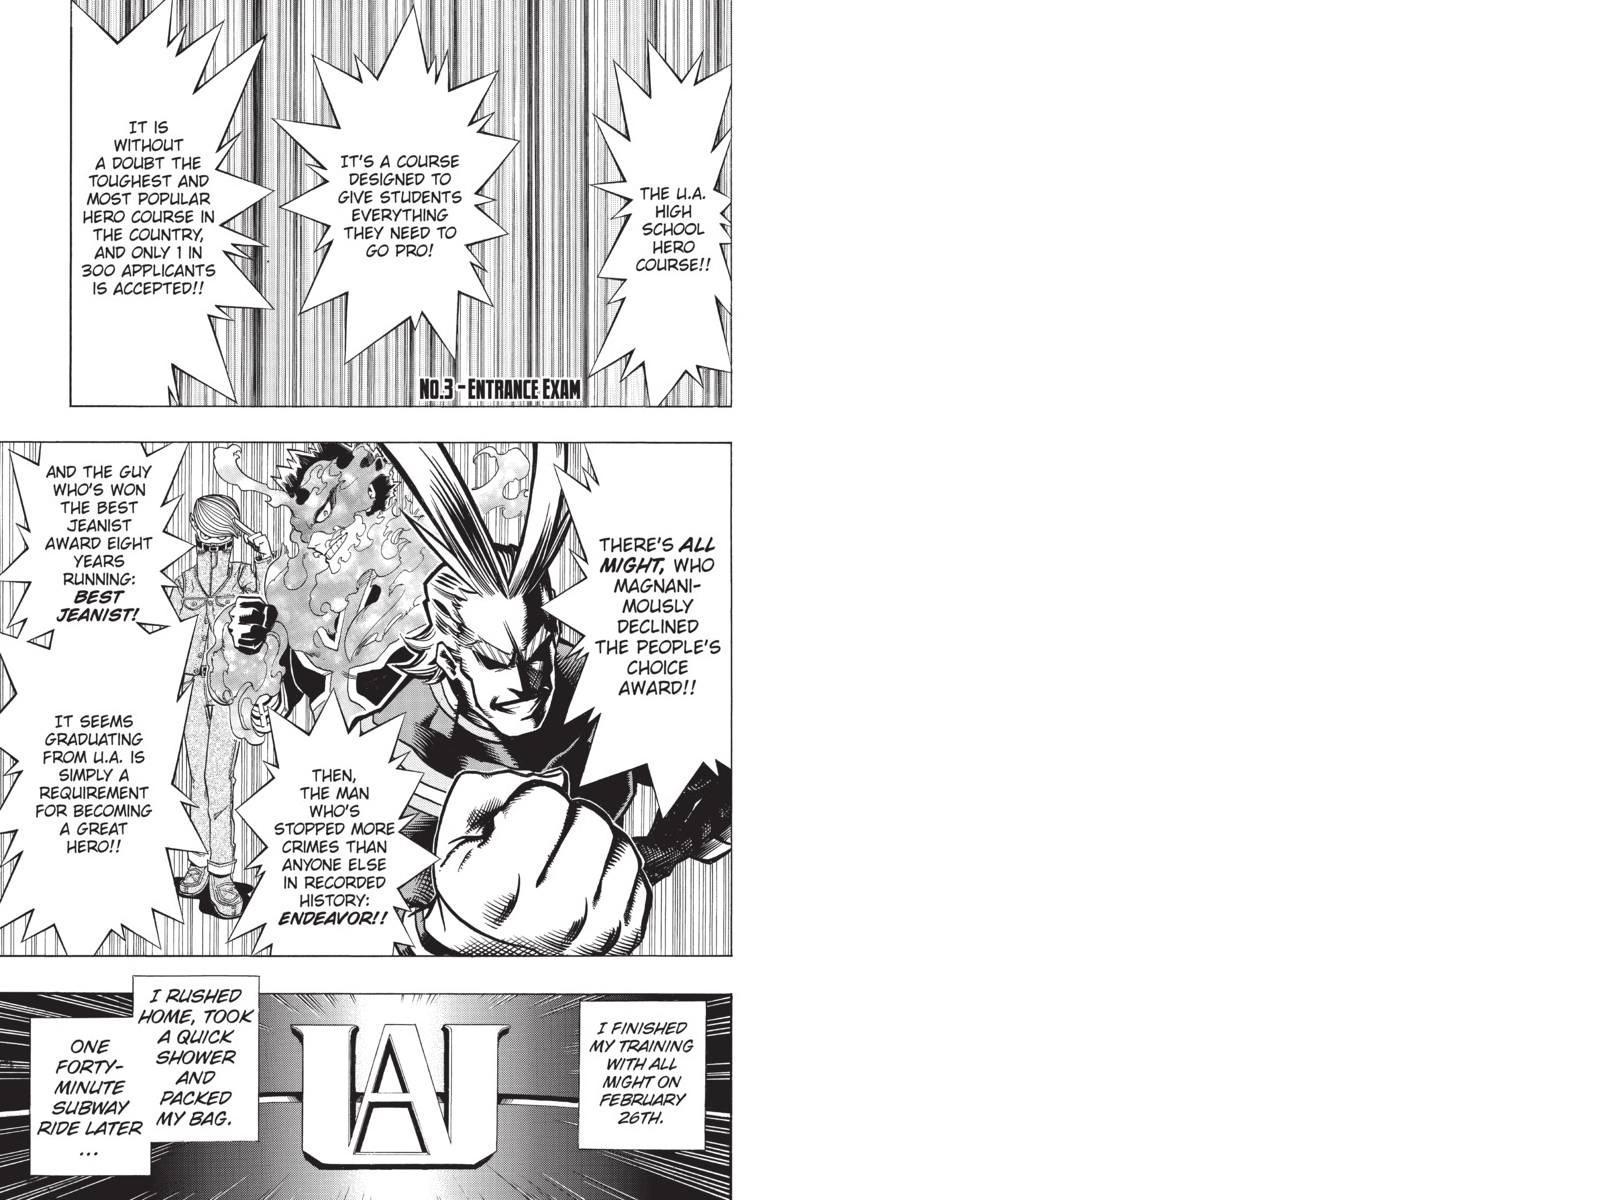 THE U.A.
HIGH
SCHOOL
HERO
COURSE!!
IT'S A COURSE
DESIGNED TO
GIVE STUDENTS
EVERYTHING
THEY NEED TO
GO PRO!
IT IS
WITHOUT
A DOUBT THE
TOUGHEST AND
MOST POPULAR
HERO COURSE IN
THE COUNTRY,
AND ONLY 1 IN
300 APPLICANTS
IS ACCEPTED!!
NO.3 - ENTRANCE EXAM
THERE'S ALL
MIGHT, WHO
MAGNANI-
MOUSLY
DECLINED
THE PEOPLE'S
CHOICE
AWARD!!
THEN,
THE MAN
WHO'S
STOPPED MORE
CRIMES THAN
ANYONE ELSE
IN RECORDED
HISTORY:
ENDEAVOR!!
AND THE GUY
WHO'S WON
THE BEST
JEANIST
AWARD EIGHT
YEARS
RUNNING:
BEST
JEANIST!
IT SEEMS
GRADUATING
FROM U.A. IS
SIMPLY A
REQUIREMENT
FOR BECOMING
A GREAT
HERO!!
I FINISHED
MY TRAINING
WITH ALL
MIGHT ON
FEBRUARY
26TH.
UA
I RUSHED
HOME, TOOK
A QUICK
SHOWER
AND
PACKED
MY BAG.
ONE
FORTY-
MINUTE
SUBWAY
RIDE LATER
...